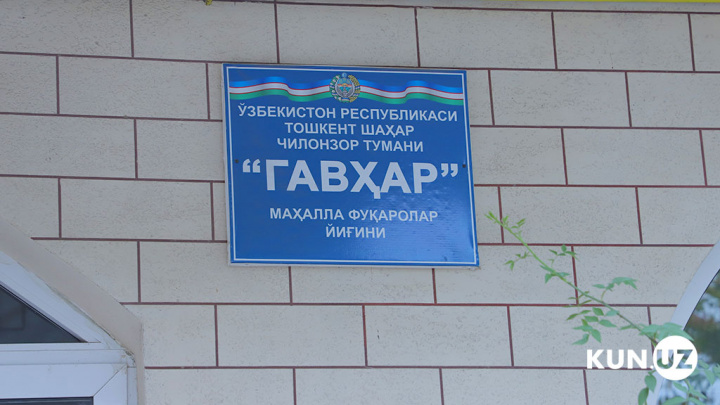 ЎЗБЕКИСТОН РЕСПУБЛИКАСИ
ТОШКЕНТ ШАҲАР
ЧИЛОНЗОР ТУМАНИ
“ГАВҲАР”
МАҲАЛЛА ФУҚАРОЛАР
ЙИҒИНИ
KUN.UZ